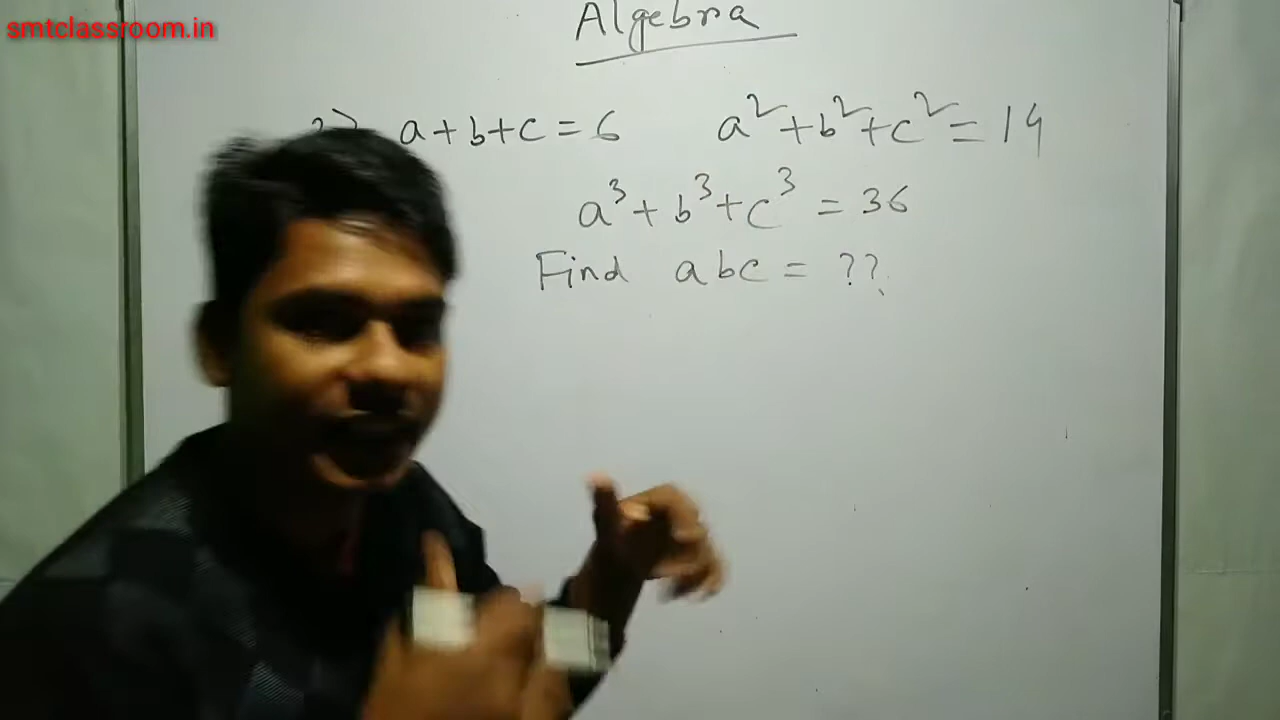 smtclassroom.in
Algebra
a+b+c=6 a²+b²+c²=14
a³+b³+c³=36
Find abc=??